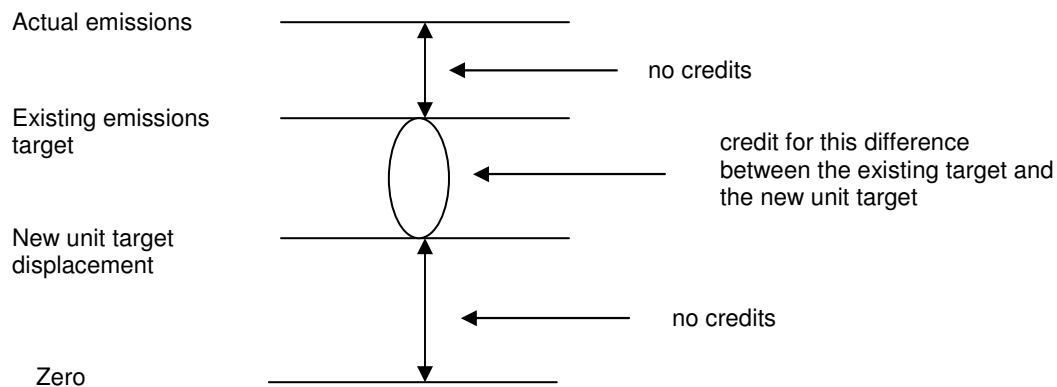 Actual emissions
no credits
Existing emissions
target
credit for this difference
between the existing target and
the new unit target
New unit target
displacement
no credits
Zero